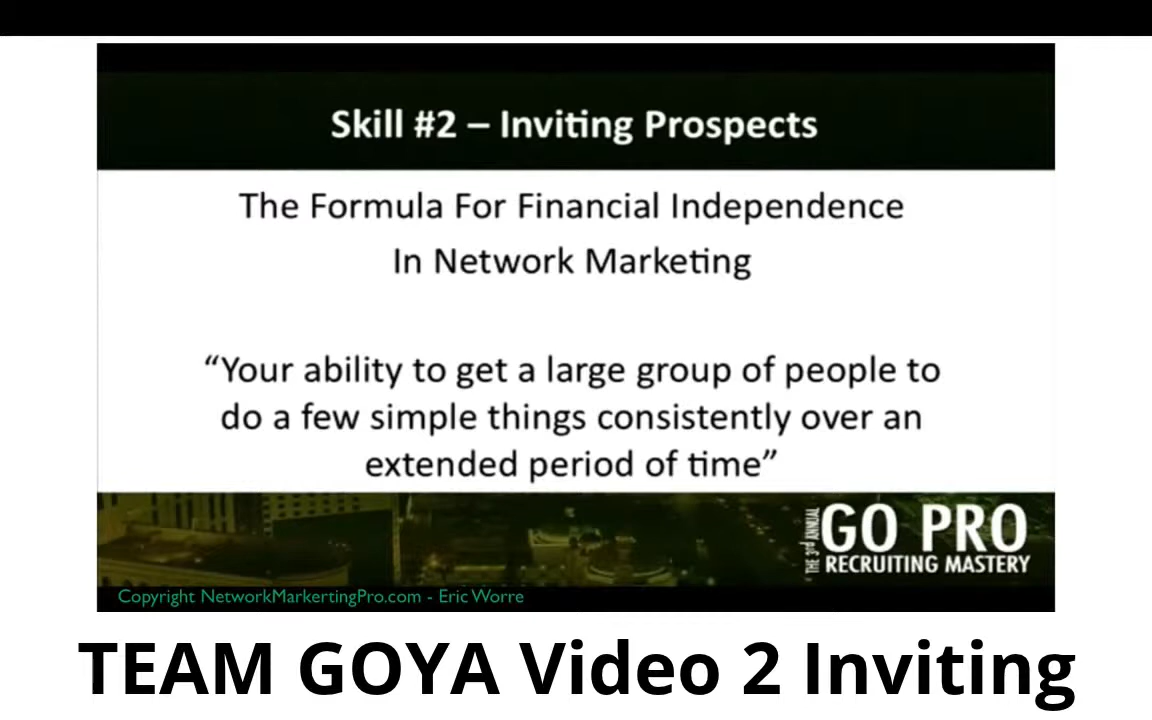 Skill #2 – Inviting Prospects
The Formula For Financial Independence
In Network Marketing
“Your ability to get a large group of people to
do a few simple things consistently over an
extended period of time”
THE 3rd ANNUAL
GO PRO
RECRUITING MASTERY
Copyright NetworkMarkertingPro.com - Eric Worre
TEAM GOYA Video 2 Inviting